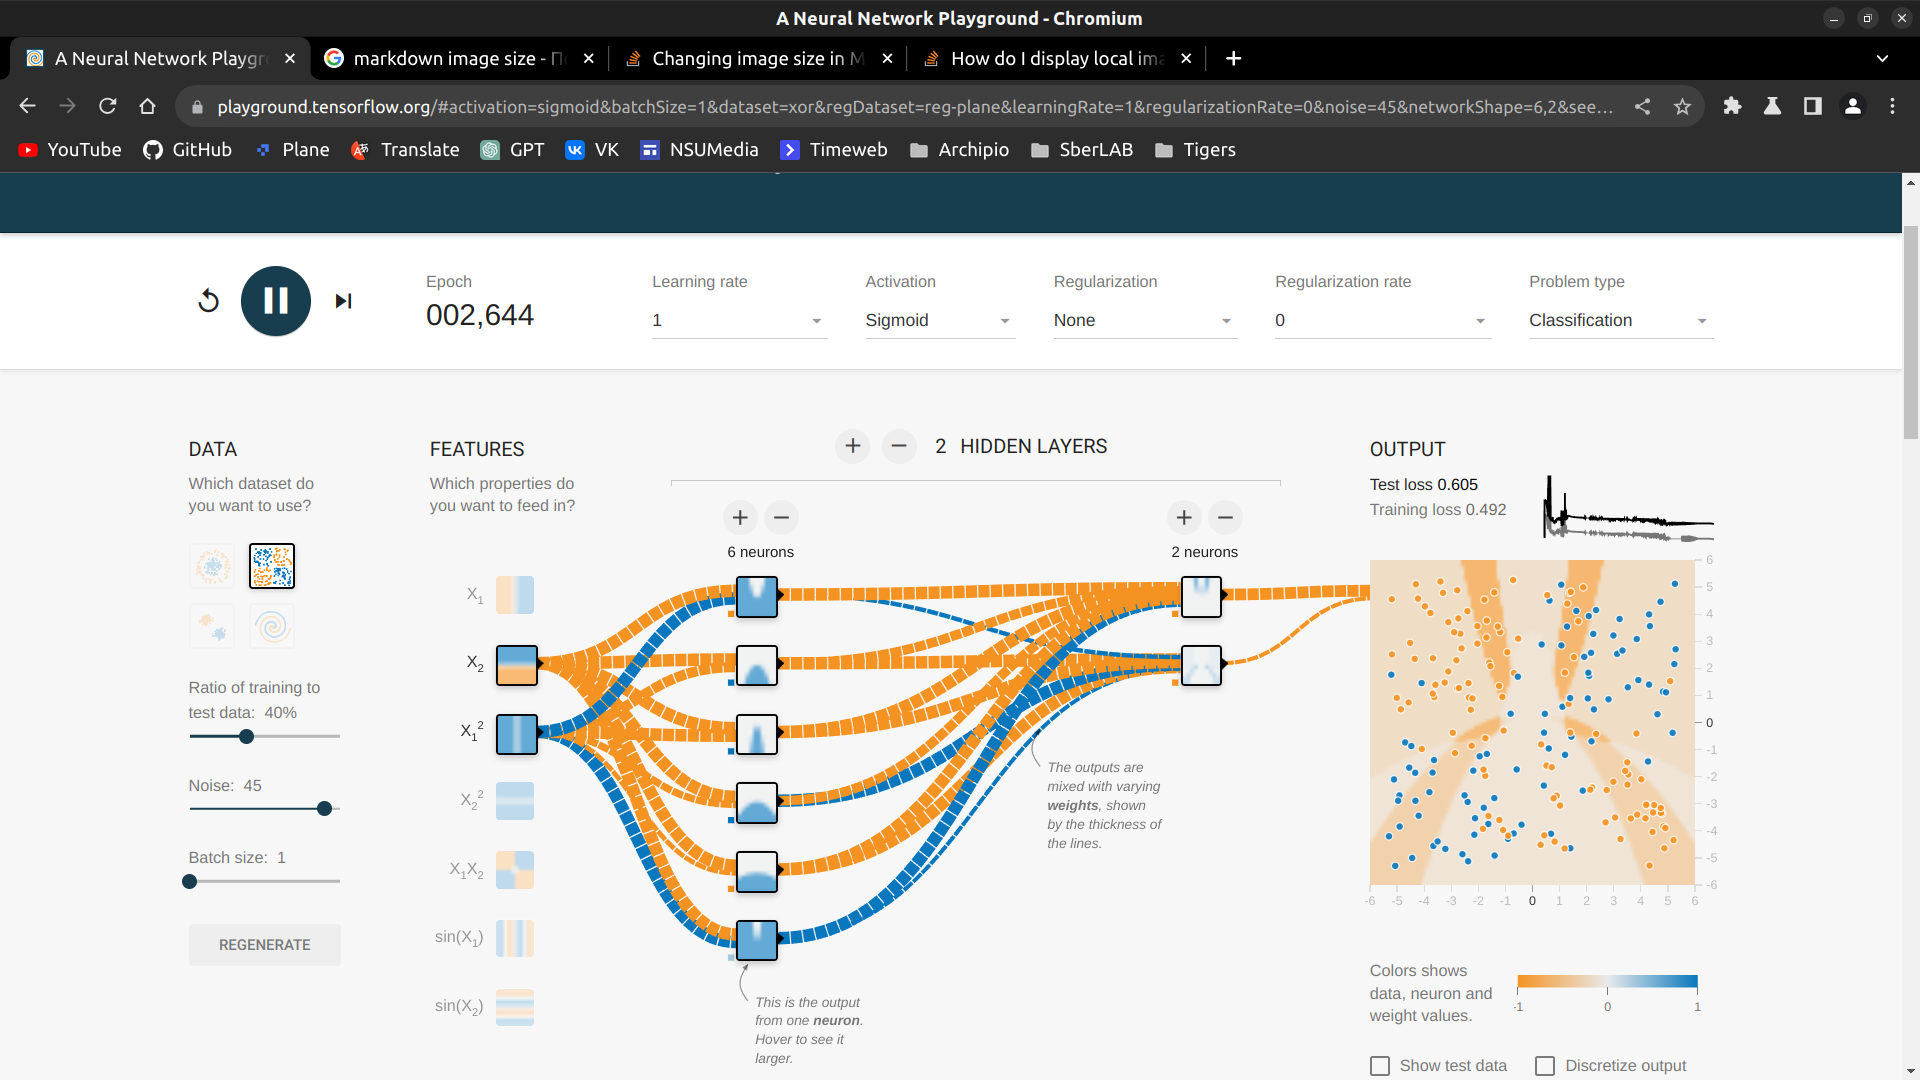 A Neural Network Playground - Chromium
A Neural Network Playgr
markdown image size - П
Changing image size in M
How do I display local ima
playground.tensorflow.org/#activation=sigmoid&batchSize=1&dataset=xor&regDataset=reg-plane&learningRate=1&regularizationRate=0&noise=45&networkShape=6,2&see...
YouTube GitHub Plane Translate GPT VK NSUMedia Timeweb Archipio SberLAB Tigers
Epoch
002,644
Learning rate
1
Activation
Sigmoid
Regularization
None
Regularization rate
0
Problem type
Classification
DATA
Which dataset do
you want to use?
Ratio of training to
test data: 40%
Noise: 45
Batch size: 1
REGENERATE
FEATURES
Which properties do
you want to feed in?
X1
X2
X1²
X2²
X1X2
sin(X1)
sin(X2)
+ − 2 HIDDEN LAYERS
+ −
6 neurons
+ −
2 neurons
The outputs are
mixed with varying
weights, shown
by the thickness of
the lines.
This is the output
from one neuron.
Hover to see it
larger.
OUTPUT
Test loss 0.605
Training loss 0.492
6
5
4
3
2
1
0
-1
-2
-3
-4
-5
-6
-6 -5 -4 -3 -2 -1 0 1 2 3 4 5 6
Colors shows
data, neuron and
weight values.
-1 0 1
Show test data
Discretize output